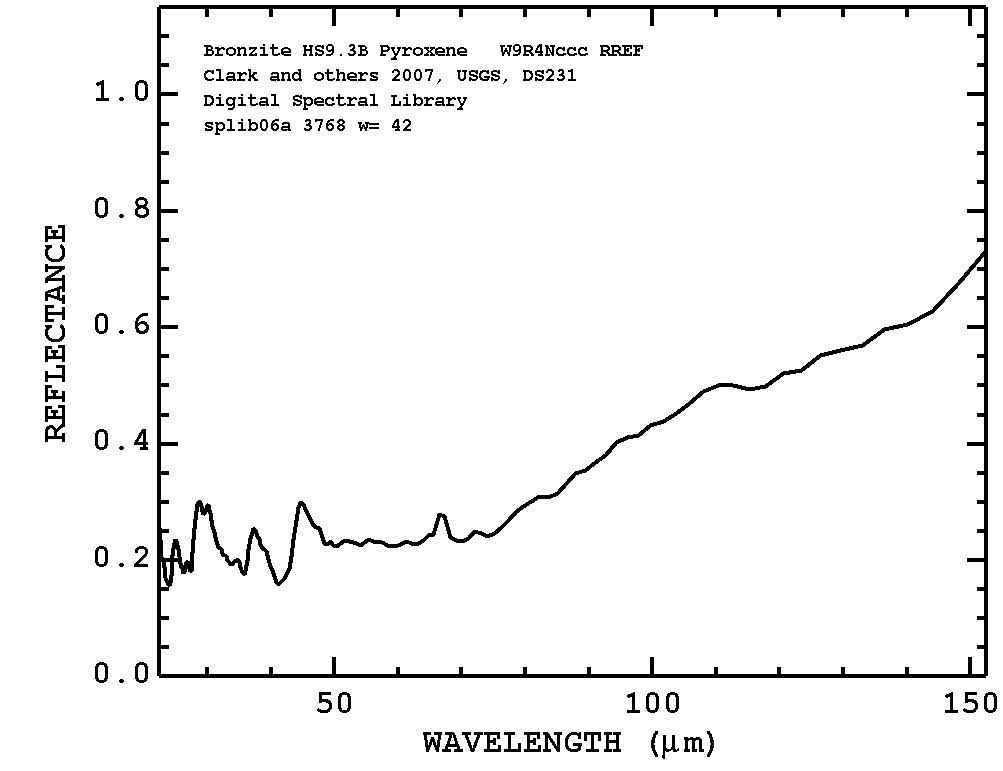 Bronzite HS9.3B Pyroxene W9R4Nccc RREF
Clark and others 2007, USGS, DS231
Digital Spectral Library
splib06a 3768 w= 42
REFLECTANCE
1.0
0.8
0.6
0.4
0.2
0.0
50 100 150
WAVELENGTH (μm)